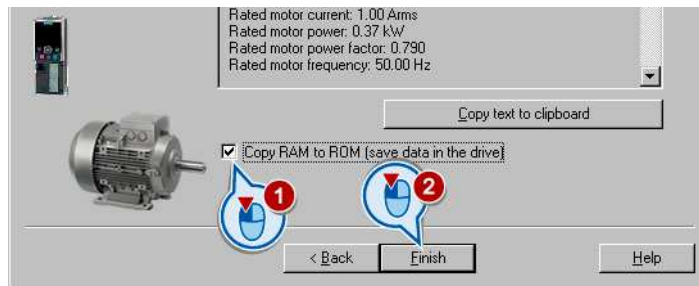 Rated motor current: 1.00 Arms
Rated motor power: 0.37 kW
Rated motor power factor: 0.790
Rated motor frequency: 50.00 Hz
Copy text to clipboard
Copy RAM to ROM (save data in the drive)
1
2
< Back
Finish
Help